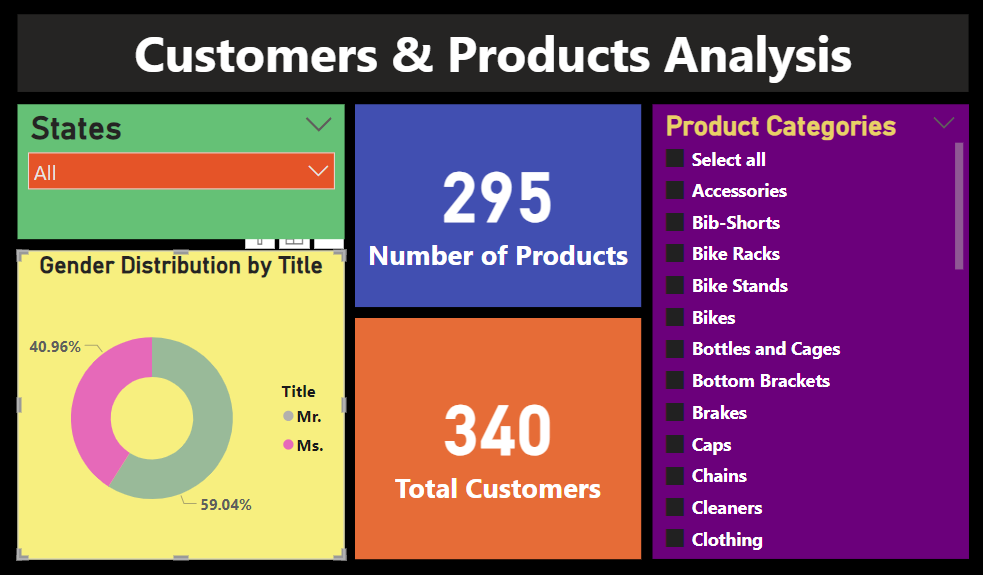 Customers & Products Analysis
States
All
Gender Distribution by Title
40.96%
59.04%
Title
Mr.
Ms.
295
Number of Products
340
Total Customers
Product Categories
Select all
Accessories
Bib-Shorts
Bike Racks
Bike Stands
Bikes
Bottles and Cages
Bottom Brackets
Brakes
Caps
Chains
Cleaners
Clothing